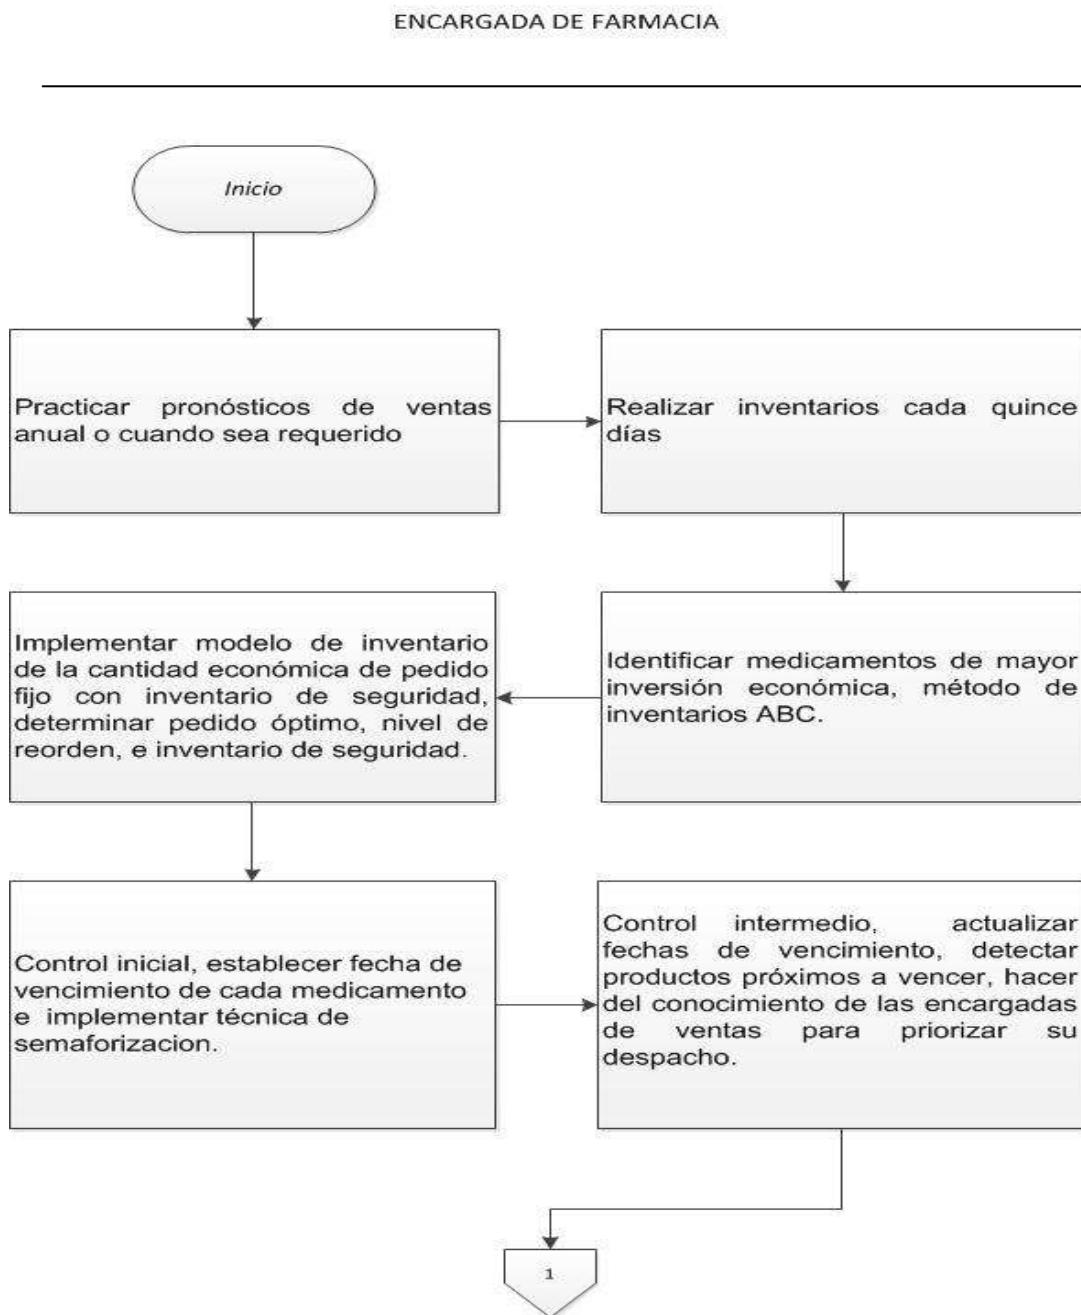 ENCARGADA DE FARMACIA
Inicio
Practicar pronósticos de ventas
anual o cuando sea requerido
Realizar inventarios cada quince
días
Identificar medicamentos de mayor
inversión económica, método de
inventarios ABC.
Implementar modelo de inventario
de la cantidad económica de pedido
fijo con inventario de seguridad,
determinar pedido óptimo, nivel de
reorden, e inventario de seguridad.
Control inicial, establecer fecha de
vencimiento de cada medicamento
e implementar técnica de
semaforizacion.
Control intermedio, actualizar
fechas de vencimiento, detectar
productos próximos a vencer, hacer
del conocimiento de las encargadas
de ventas para priorizar su
despacho.
1